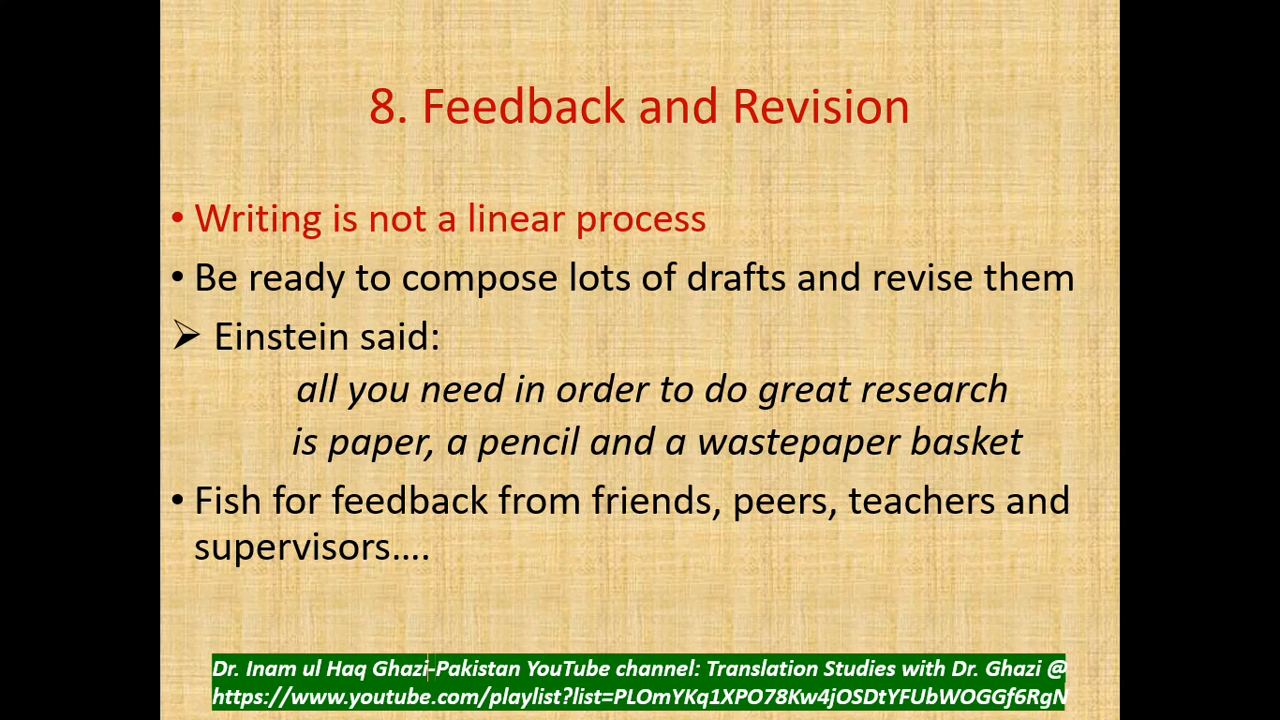 8. Feedback and Revision
• Writing is not a linear process
• Be ready to compose lots of drafts and revise them
➢ Einstein said:
all you need in order to do great research
is paper, a pencil and a wastepaper basket
• Fish for feedback from friends, peers, teachers and
supervisors….
Dr. Inam ul Haq Ghazi-Pakistan YouTube channel: Translation Studies with Dr. Ghazi @
https://www.youtube.com/playlist?list=PLOmYKq1XPO78Kw4jOSDtYFUbWOGGf6RgN